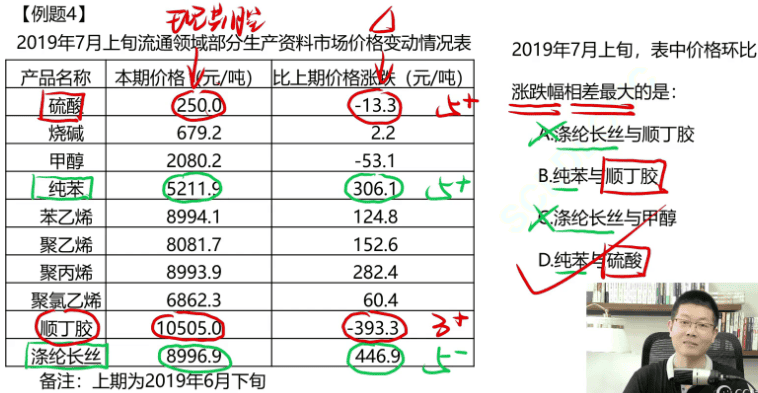 【例题4】
现 其 胜
△
2019年7月上旬流通领域部分生产资料市场价格变动情况表
产品名称 本期价格（元/吨） 比上期价格涨跌（元/吨）
硫酸 250.0 -13.3 5+
烧碱 679.2 2.2
甲醇 2080.2 -53.1
纯苯 5211.9 306.1 5+
苯乙烯 8994.1 124.8
聚乙烯 8081.7 152.6
聚丙烯 8993.9 282.4
聚氯乙烯 6862.3 60.4
顺丁胶 10505.0 -393.3 3+
涤纶长丝 8996.9 446.9 5-
备注：上期为2019年6月下旬
2019年7月上旬，表中价格环比
涨跌幅相差最大的是：
A.涤纶长丝与顺丁胶
B.纯苯与顺丁胶
C.涤纶长丝与甲醇
D.纯苯与硫酸